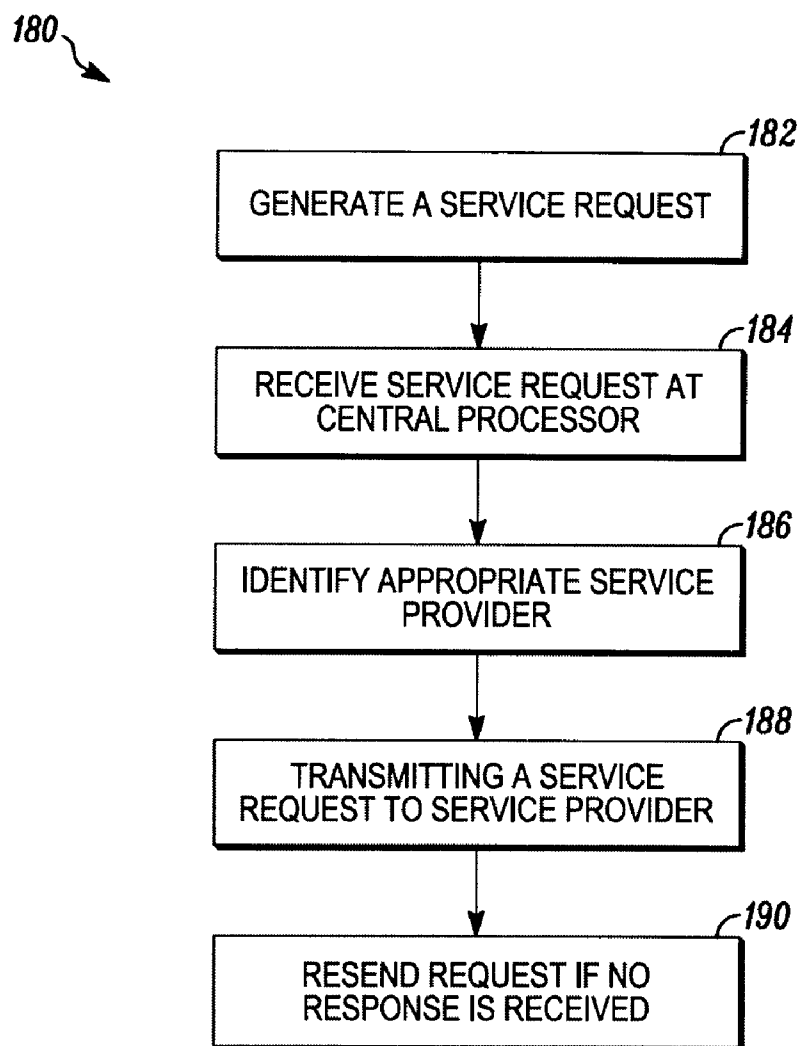 180
182
GENERATE A SERVICE REQUEST
184
RECEIVE SERVICE REQUEST AT
CENTRAL PROCESSOR
186
IDENTIFY APPROPRIATE SERVICE
PROVIDER
188
TRANSMITTING A SERVICE
REQUEST TO SERVICE PROVIDER
190
RESEND REQUEST IF NO
RESPONSE IS RECEIVED